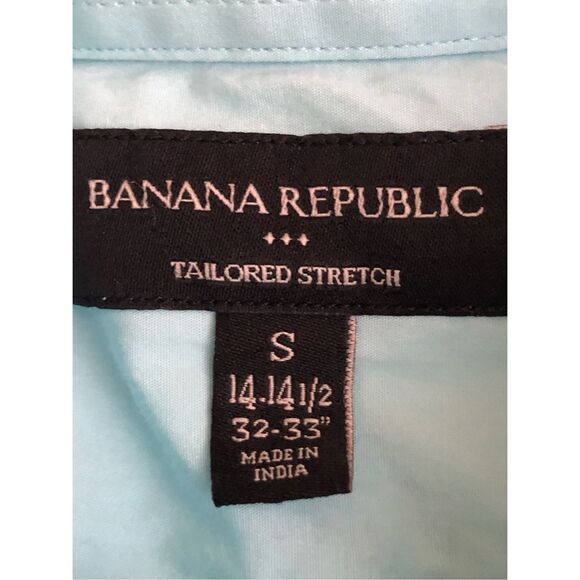 BANANA REPUBLIC
TAILORED STRETCH
S
14-14 1/2
32-33"
MADE IN
INDIA